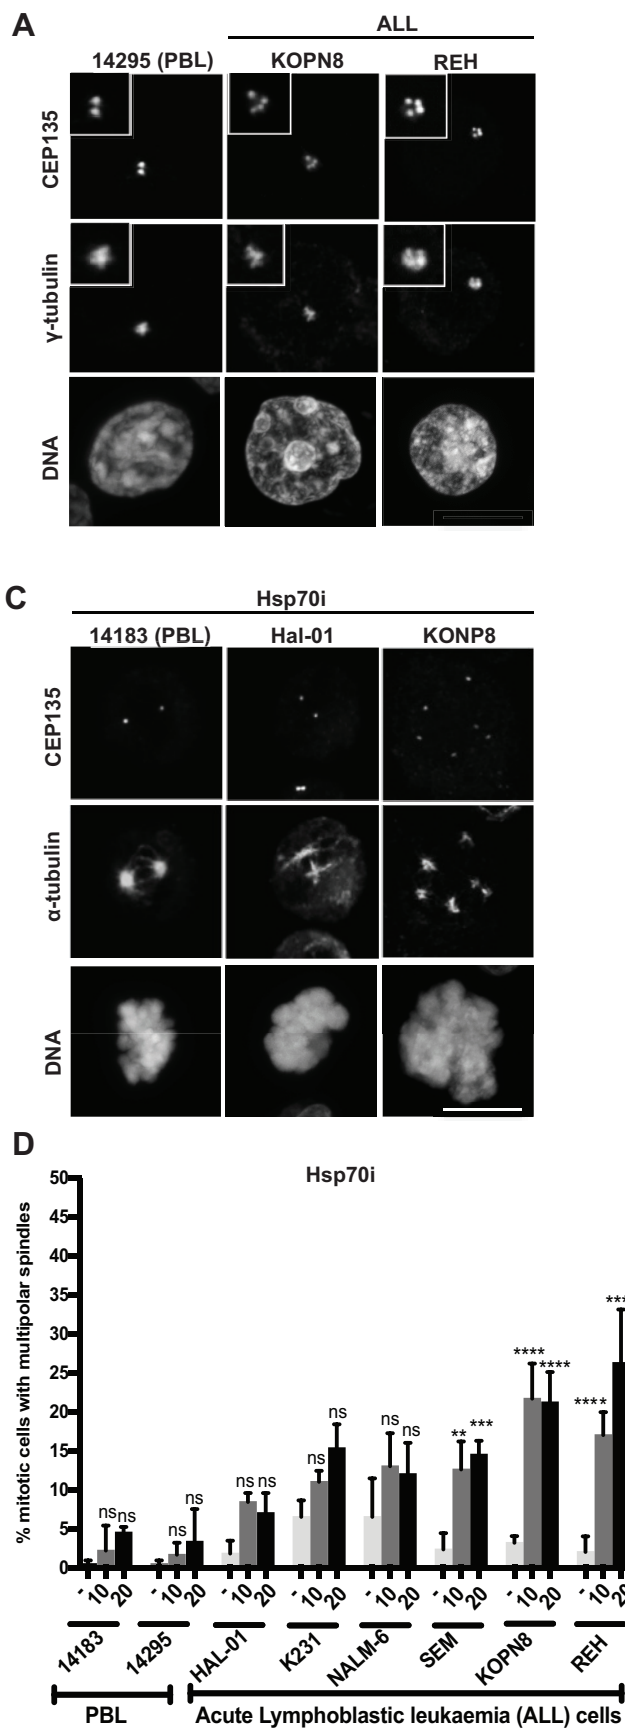 A
ALL
14295 (PBL) KOPN8 REH
CEP135
γ-tubulin
DNA
C
Hsp70i
14183 (PBL) Hal-01 KONP8
CEP135
α-tubulin
DNA
D
Hsp70i
% mitotic cells with multipolar spindles
50
45
40
35
30
25
20
15
10
5
0
ns ns ns ns ns ns ns ns ns ns ** *** **** **** **** ***
- 10 20 - 10 20 - 10 20 - 10 20 - 10 20 - 10 20 - 10 20 - 10 20
14183 14295 HAL-01 K231 NALM-6 SEM KOPN8 REH
PBL Acute Lymphoblastic leukaemia (ALL) cells